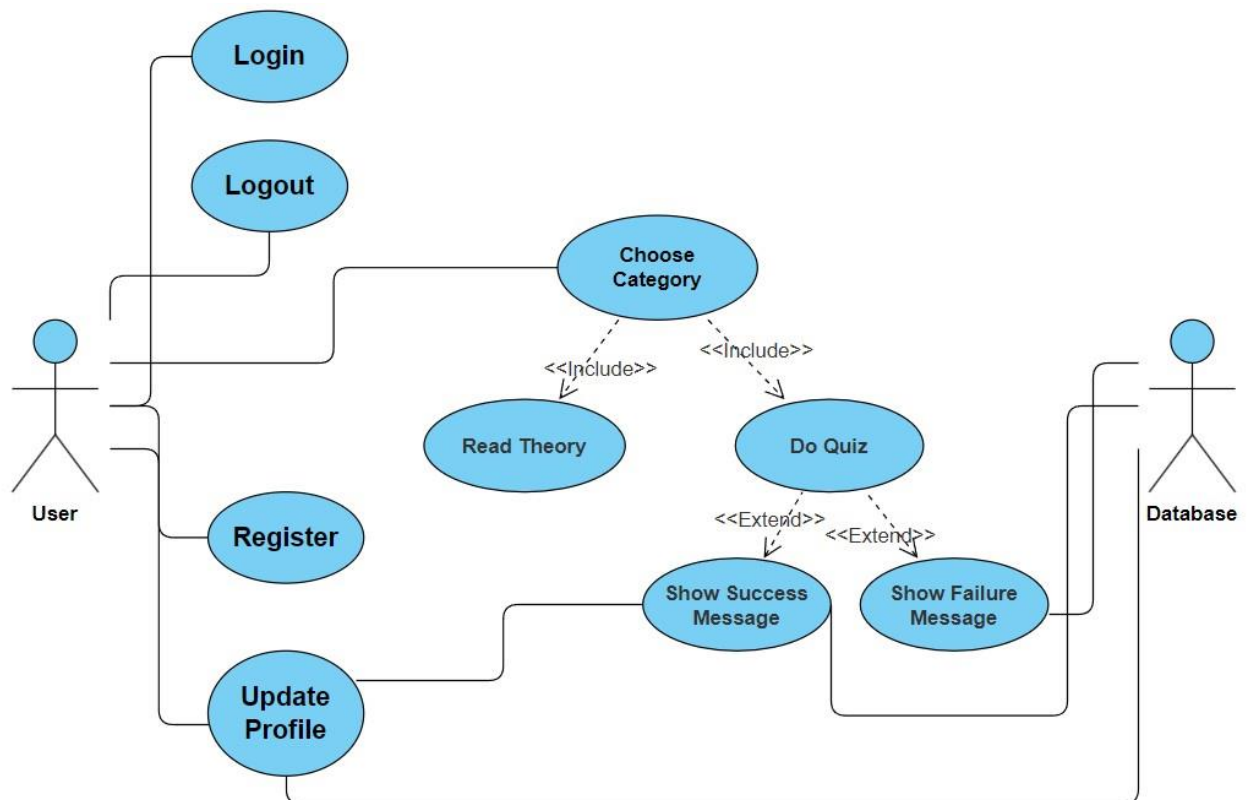 Login
Logout
Choose
Category
<<Include>>
<<Include>>
Read Theory
Do Quiz
User
Database
<<Extend>>
<<Extend>>
Register
Show Success
Message
Show Failure
Message
Update
Profile